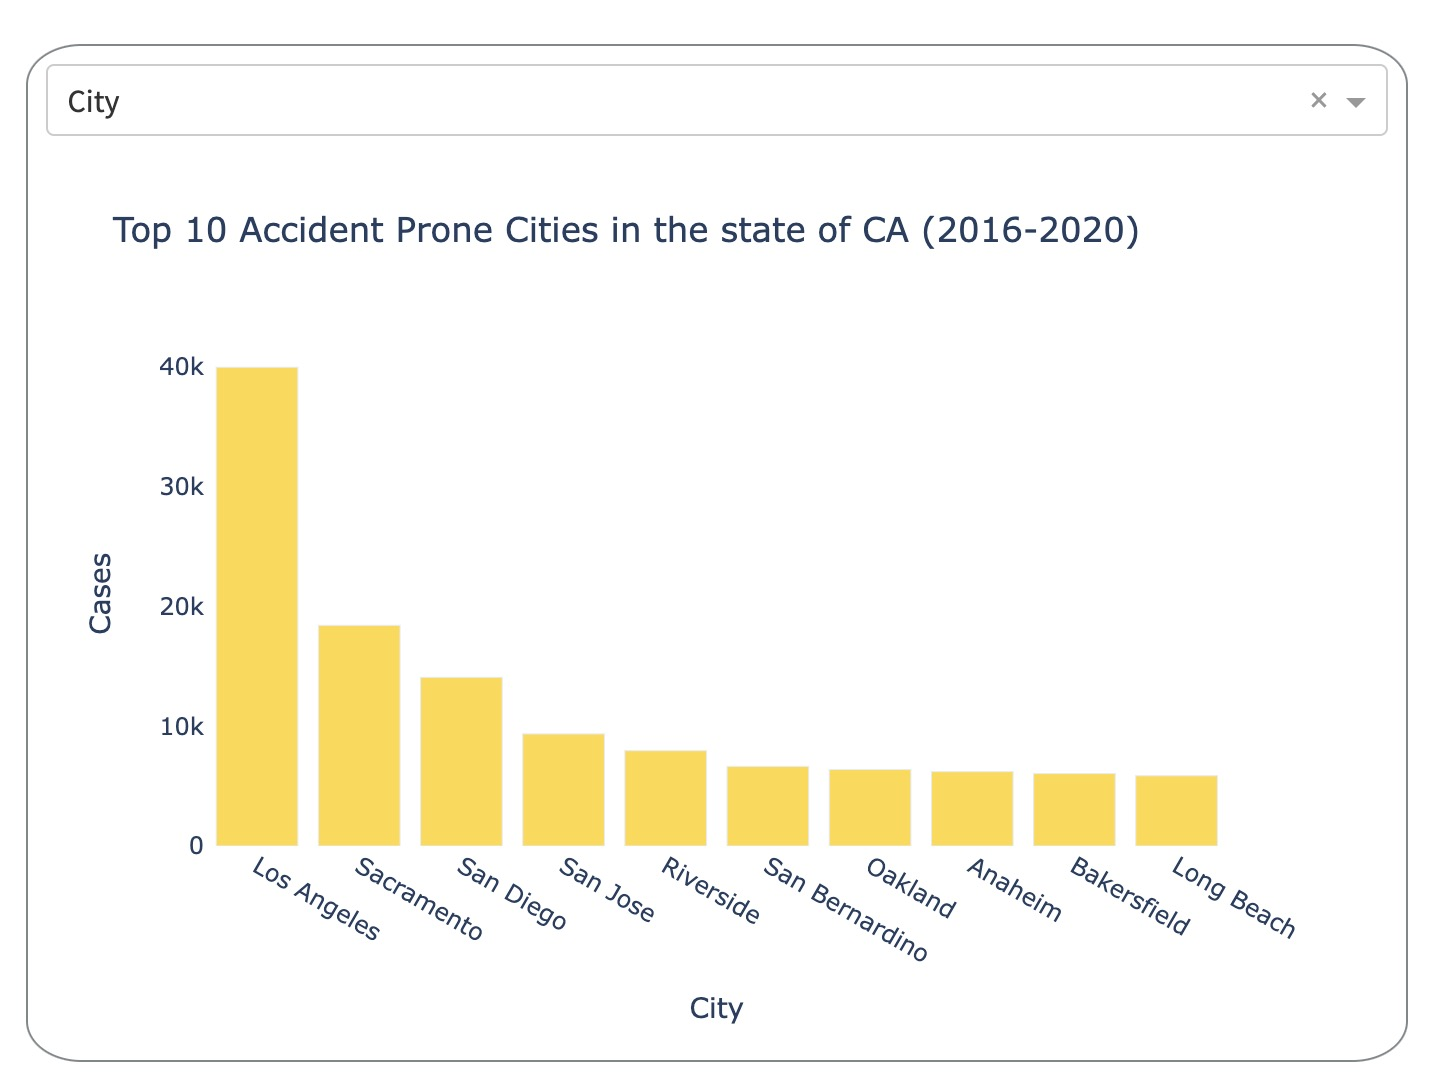 City ×
Top 10 Accident Prone Cities in the state of CA (2016-2020)
40k
30k
20k
10k
0
Cases
Los Angeles
Sacramento
San Diego
San Jose
Riverside
San Bernardino
Oakland
Anaheim
Bakersfield
Long Beach
City